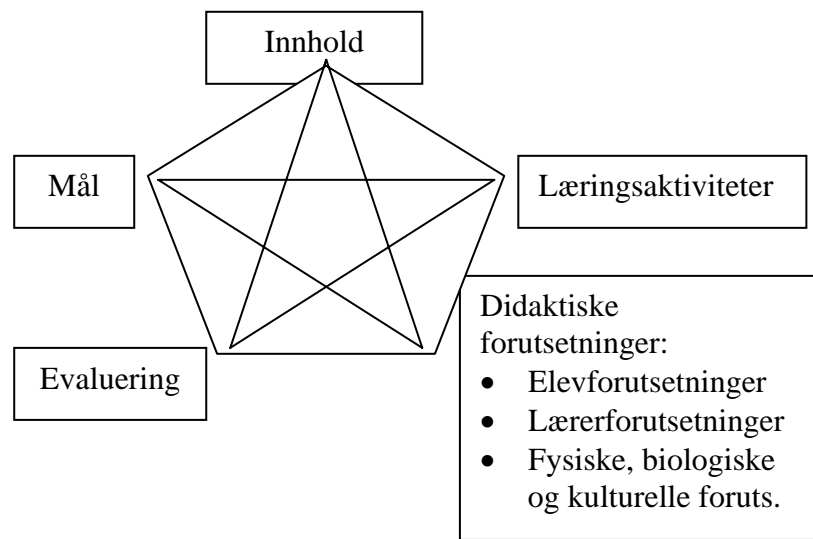 Innhold
Mål
Læringsaktiviteter
Evaluering
Didaktiske
forutsetninger:
• Elevforutsetninger
• Lærerforutsetninger
• Fysiske, biologiske
og kulturelle foruts.